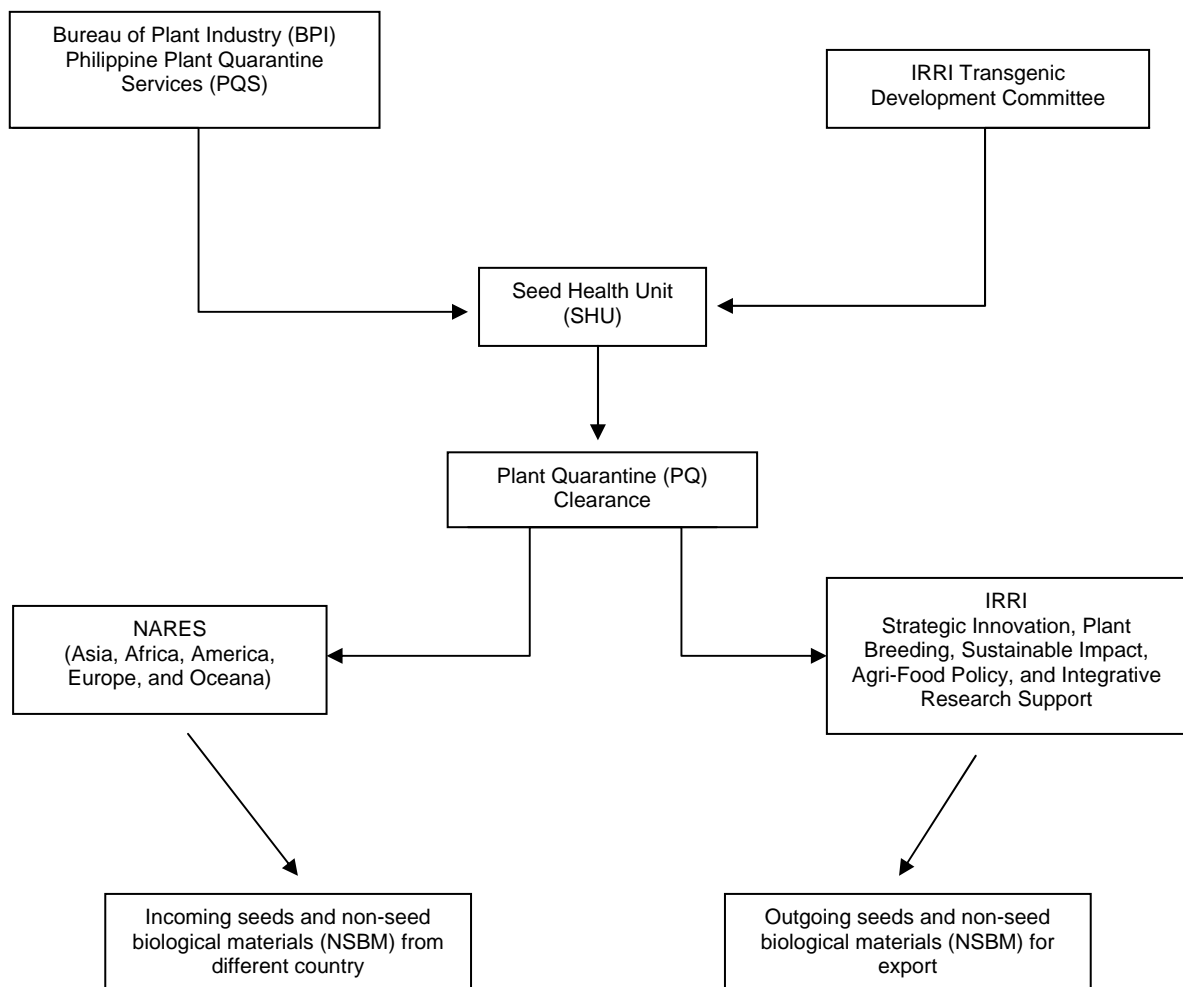 Bureau of Plant Industry (BPI)
Philippine Plant Quarantine
Services (PQS)
IRRI Transgenic
Development Committee
Seed Health Unit
(SHU)
Plant Quarantine (PQ)
Clearance
NARES
(Asia, Africa, America,
Europe, and Oceana)
IRRI
Strategic Innovation, Plant
Breeding, Sustainable Impact,
Agri-Food Policy, and Integrative
Research Support
Incoming seeds and non-seed
biological materials (NSBM) from
different country
Outgoing seeds and non-seed
biological materials (NSBM) for
export